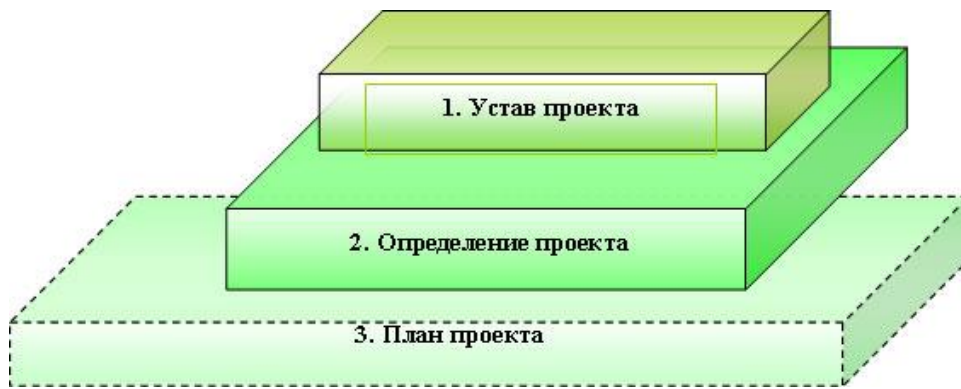 1. Устав проекта
2. Определение проекта
3. План проекта